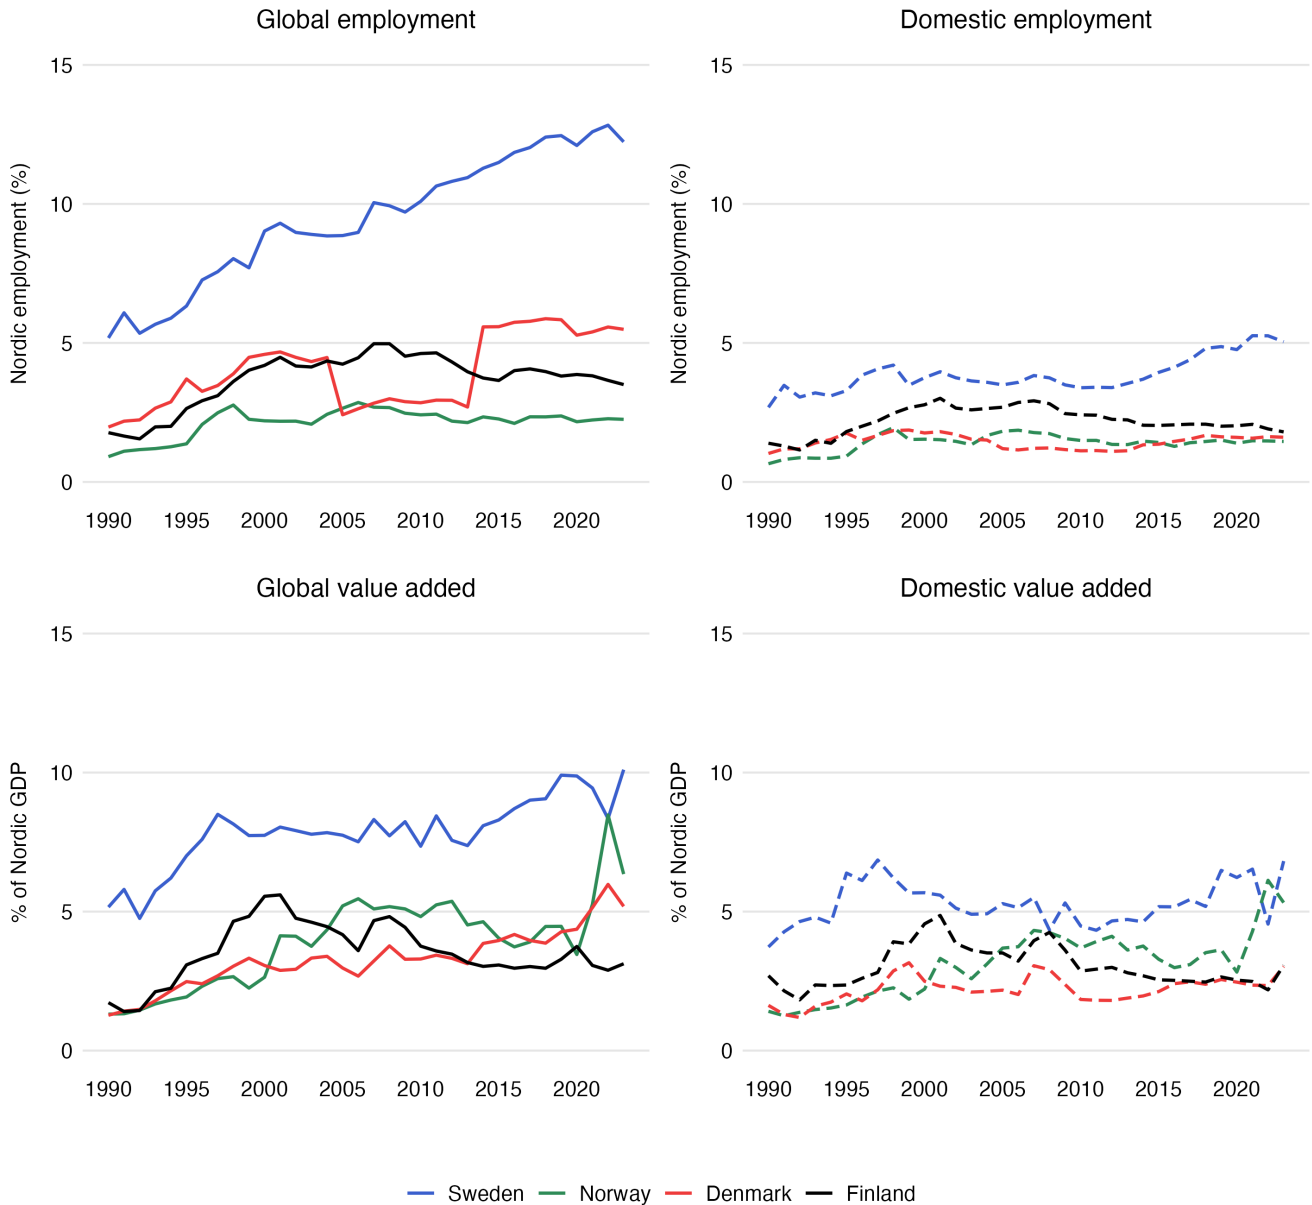 Global employment
Domestic employment
Nordic employment (%)
15
10
5
0
1990 1995 2000 2005 2010 2015 2020
Nordic employment (%)
15
10
5
0
1990 1995 2000 2005 2010 2015 2020
Global value added
Domestic value added
% of Nordic GDP
15
10
5
0
1990 1995 2000 2005 2010 2015 2020
% of Nordic GDP
15
10
5
0
1990 1995 2000 2005 2010 2015 2020
Sweden Norway Denmark Finland